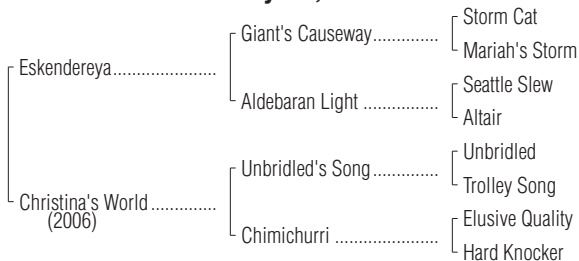 Storm Cat
Giant's Causeway..............
Mariah's Storm
Eskendereya......................
Seattle Slew
Aldebaran Light ................
Altair
Unbridled
Unbridled's Song..............
Trolley Song
Christina's World..............
(2006)
Elusive Quality
Chimichurri ......................
Hard Knocker